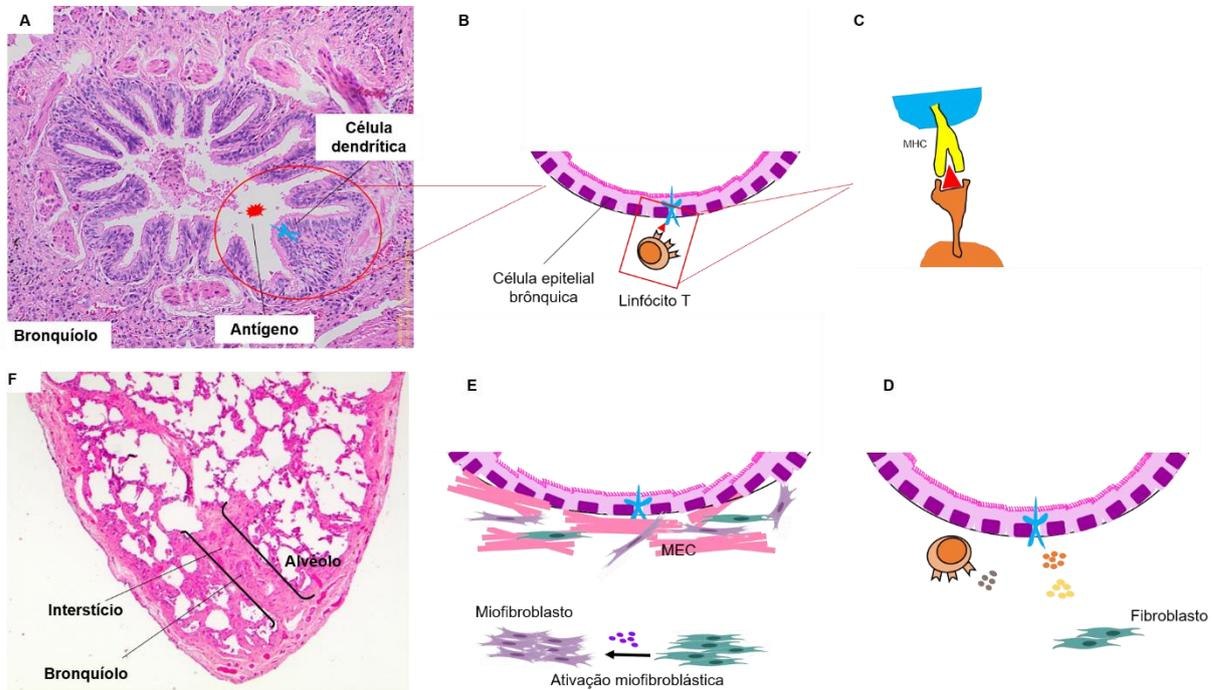 A
Célula
dendrítica
Antígeno
Bronquíolo
B
Célula epitelial
brônquica
Linfócito T
C
MHC
F
Alvéolo
Interstício
Bronquíolo
E
MEC
Miofibroblasto
Ativação miofibroblástica
D
Fibroblasto